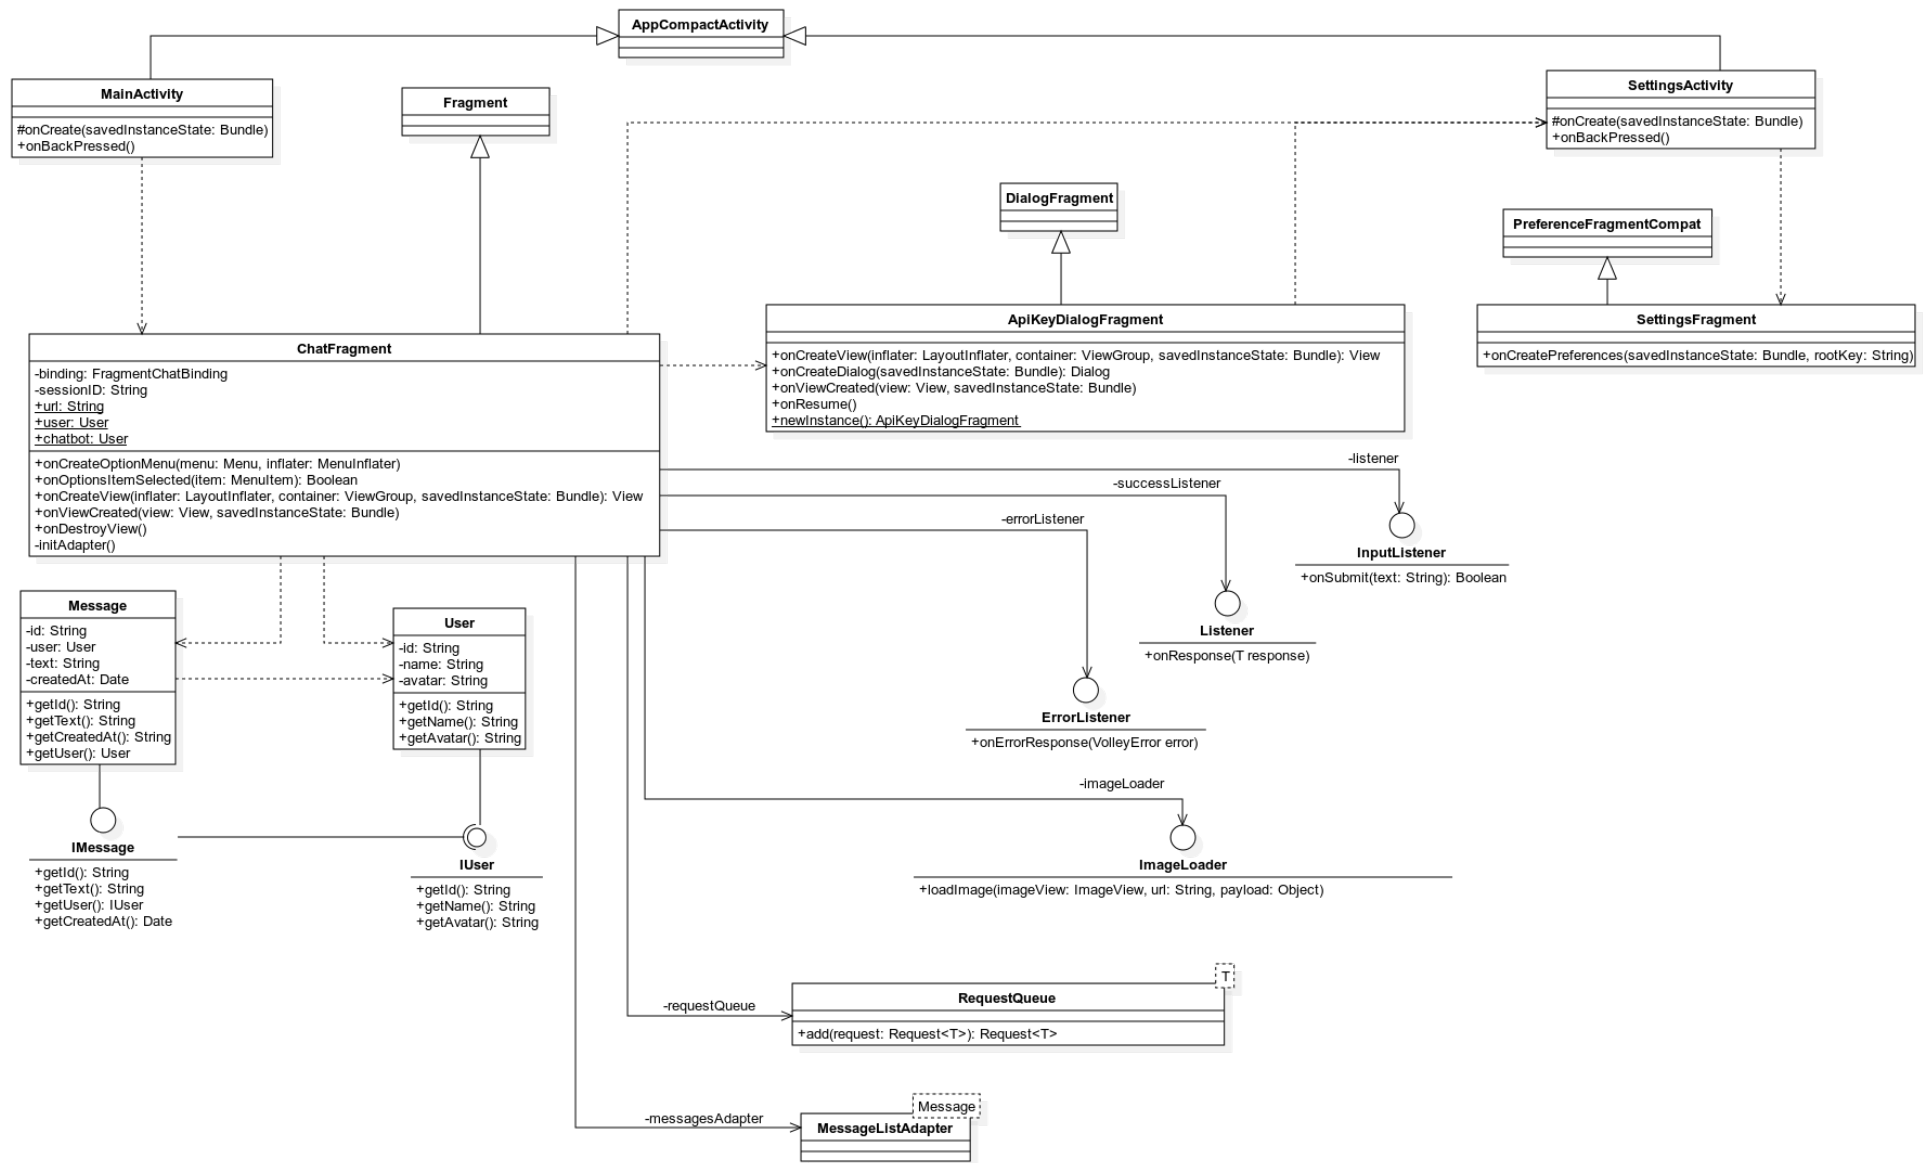 AppCompactActivity
MainActivity
#onCreate(savedInstanceState: Bundle)
+onBackPressed()
Fragment
SettingsActivity
#onCreate(savedInstanceState: Bundle)
+onBackPressed()
DialogFragment
PreferenceFragmentCompat
ApiKeyDialogFragment
+onCreateView(inflater: LayoutInflater, container: ViewGroup, savedInstanceState: Bundle): View
+onCreateDialog(savedInstanceState: Bundle): Dialog
+onViewCreated(view: View, savedInstanceState: Bundle)
+onResume()
+newInstance(): ApiKeyDialogFragment
SettingsFragment
+onCreatePreferences(savedInstanceState: Bundle, rootKey: String)
ChatFragment
-binding: FragmentChatBinding
-sessionID: String
+url: String
+user: User
+chatbot: User
+onCreateOptionMenu(menu: Menu, inflater: MenuInflater)
+onOptionsItemSelected(item: MenuItem): Boolean
+onCreateView(inflater: LayoutInflater, container: ViewGroup, savedInstanceState: Bundle): View
+onViewCreated(view: View, savedInstanceState: Bundle)
+onDestroyView()
-initAdapter()
-listener
-successListener
-errorListener
InputListener
+onSubmit(text: String): Boolean
Listener
+onResponse(T response)
ErrorListener
+onErrorResponse(VolleyError error)
Message
-id: String
-user: User
-text: String
-createdAt: Date
+getId(): String
+getText(): String
+getCreatedAt(): String
+getUser(): User
User
-id: String
-name: String
-avatar: String
+getId(): String
+getName(): String
+getAvatar(): String
-imageLoader
ImageLoader
+loadImage(imageView: ImageView, url: String, payload: Object)
IMessage
+getId(): String
+getText(): String
+getUser(): IUser
+getCreatedAt(): Date
IUser
+getId(): String
+getName(): String
+getAvatar(): String
-requestQueue
T
RequestQueue
+add(request: Request<T>): Request<T>
-messagesAdapter
Message
MessageListAdapter